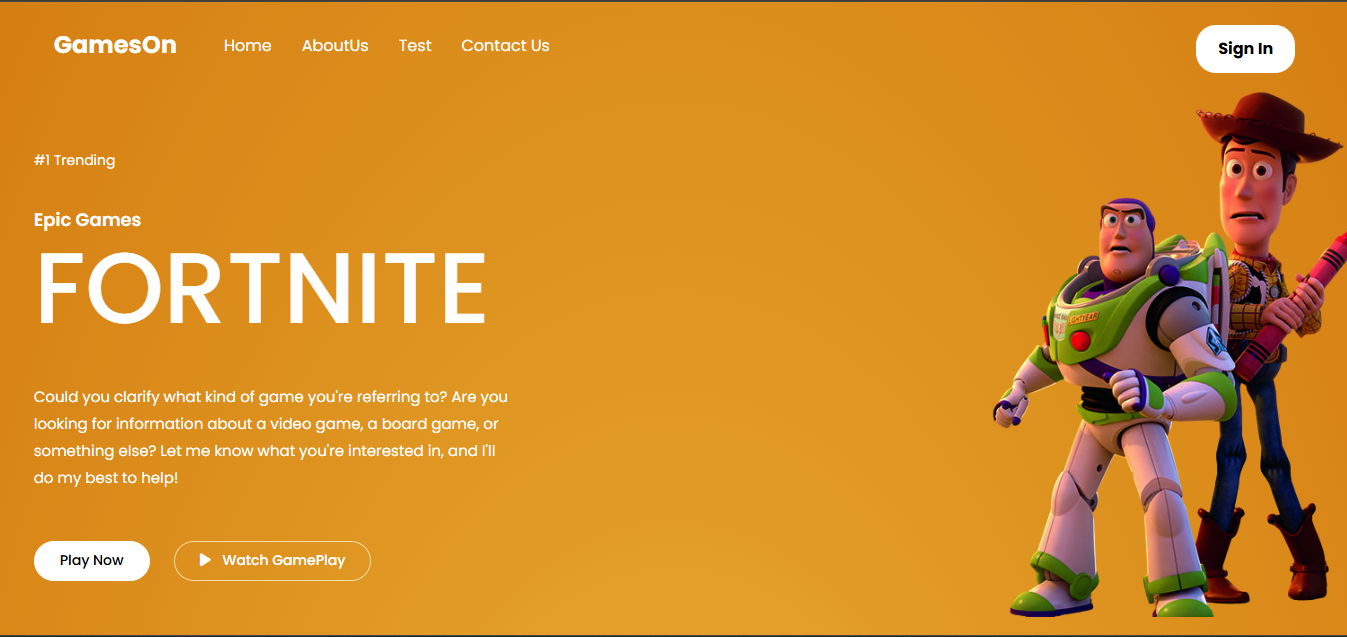 GamesOn Home AboutUs Test Contact Us Sign In
#1 Trending
Epic Games
FORTNITE
LIGHTYEAR
Could you clarify what kind of game you're referring to? Are you
looking for information about a video game, a board game, or
something else? Let me know what you're interested in, and I'll
do my best to help!
Play Now Watch GamePlay